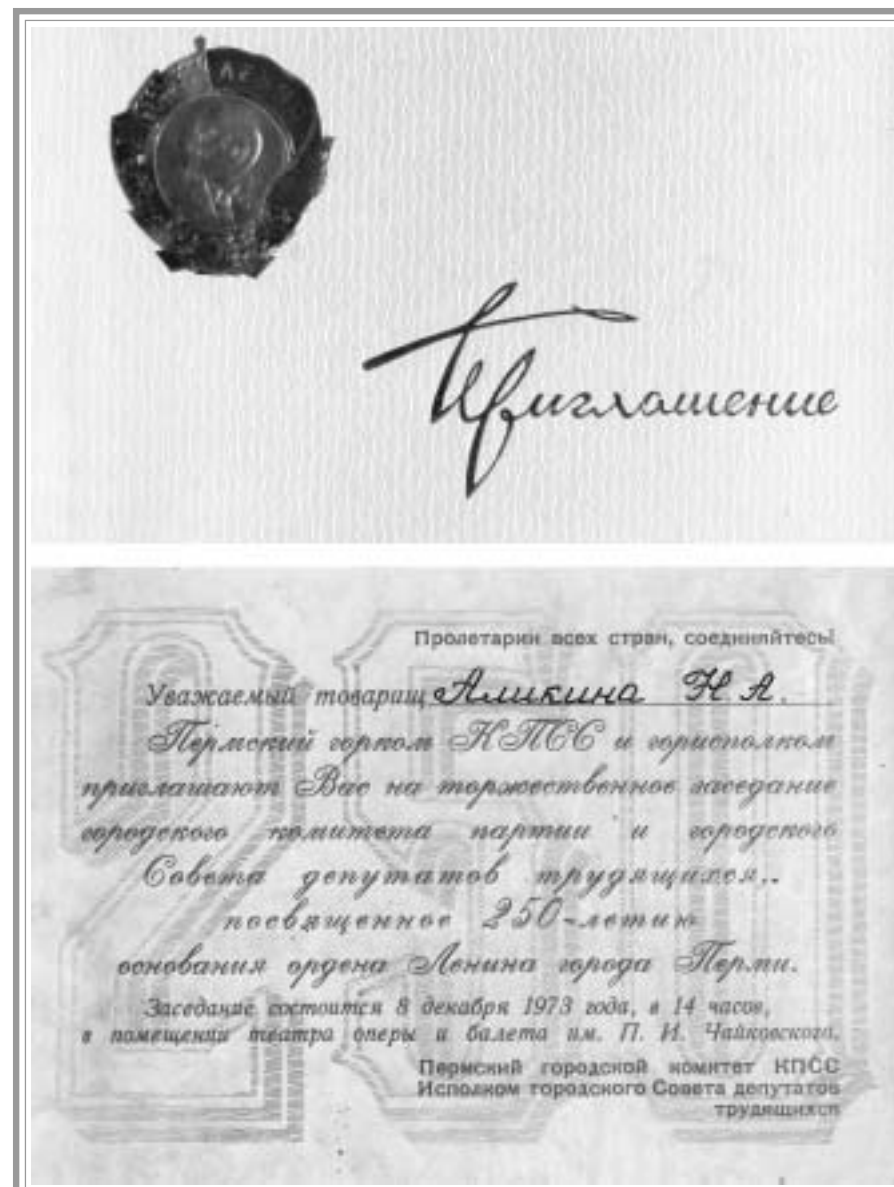 Приглашение
Пролетарии всех стран, соединяйтесь!
Уважаемый товарищ Аликина Н А.
Пермский горком КПСС и горисполком
приглашают Вас на торжественное заседание
городского комитета партии и городского
Совета депутатов трудящихся,
посвященное 250-летию
основания ордена Ленина города Перми.
Заседание состоится 8 декабря 1973 года, в 14 часов,
в помещении театра оперы и балета им. П. И. Чайковского.
Пермский городской комитет КПСС
Исполком городского Совета депутатов
трудящихся